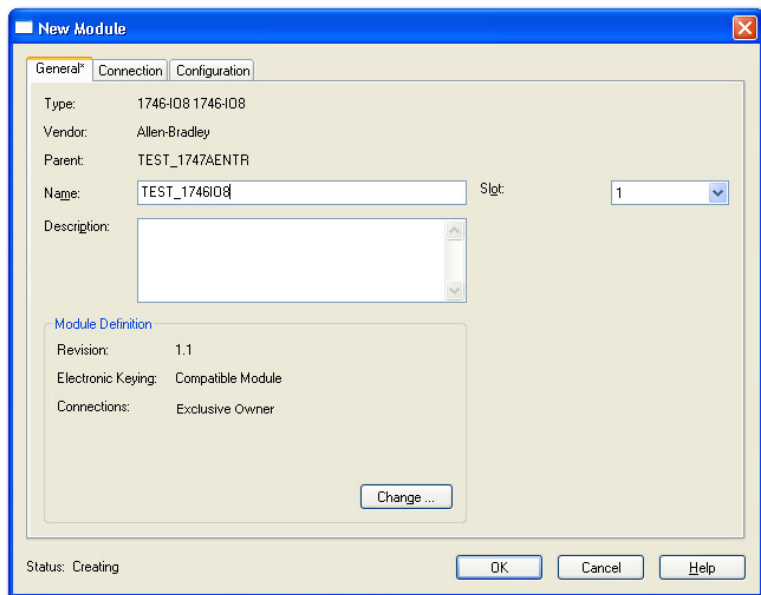 New Module
General* Connection Configuration
Type: 1746-IO8 1746-IO8
Vendor: Allen-Bradley
Parent: TEST_1747AENTR
Name: TEST_1746IO8 Slot: 1
Description:
Module Definition
Revision: 1.1
Electronic Keying: Compatible Module
Connections: Exclusive Owner
Change ...
Status: Creating OK Cancel Help